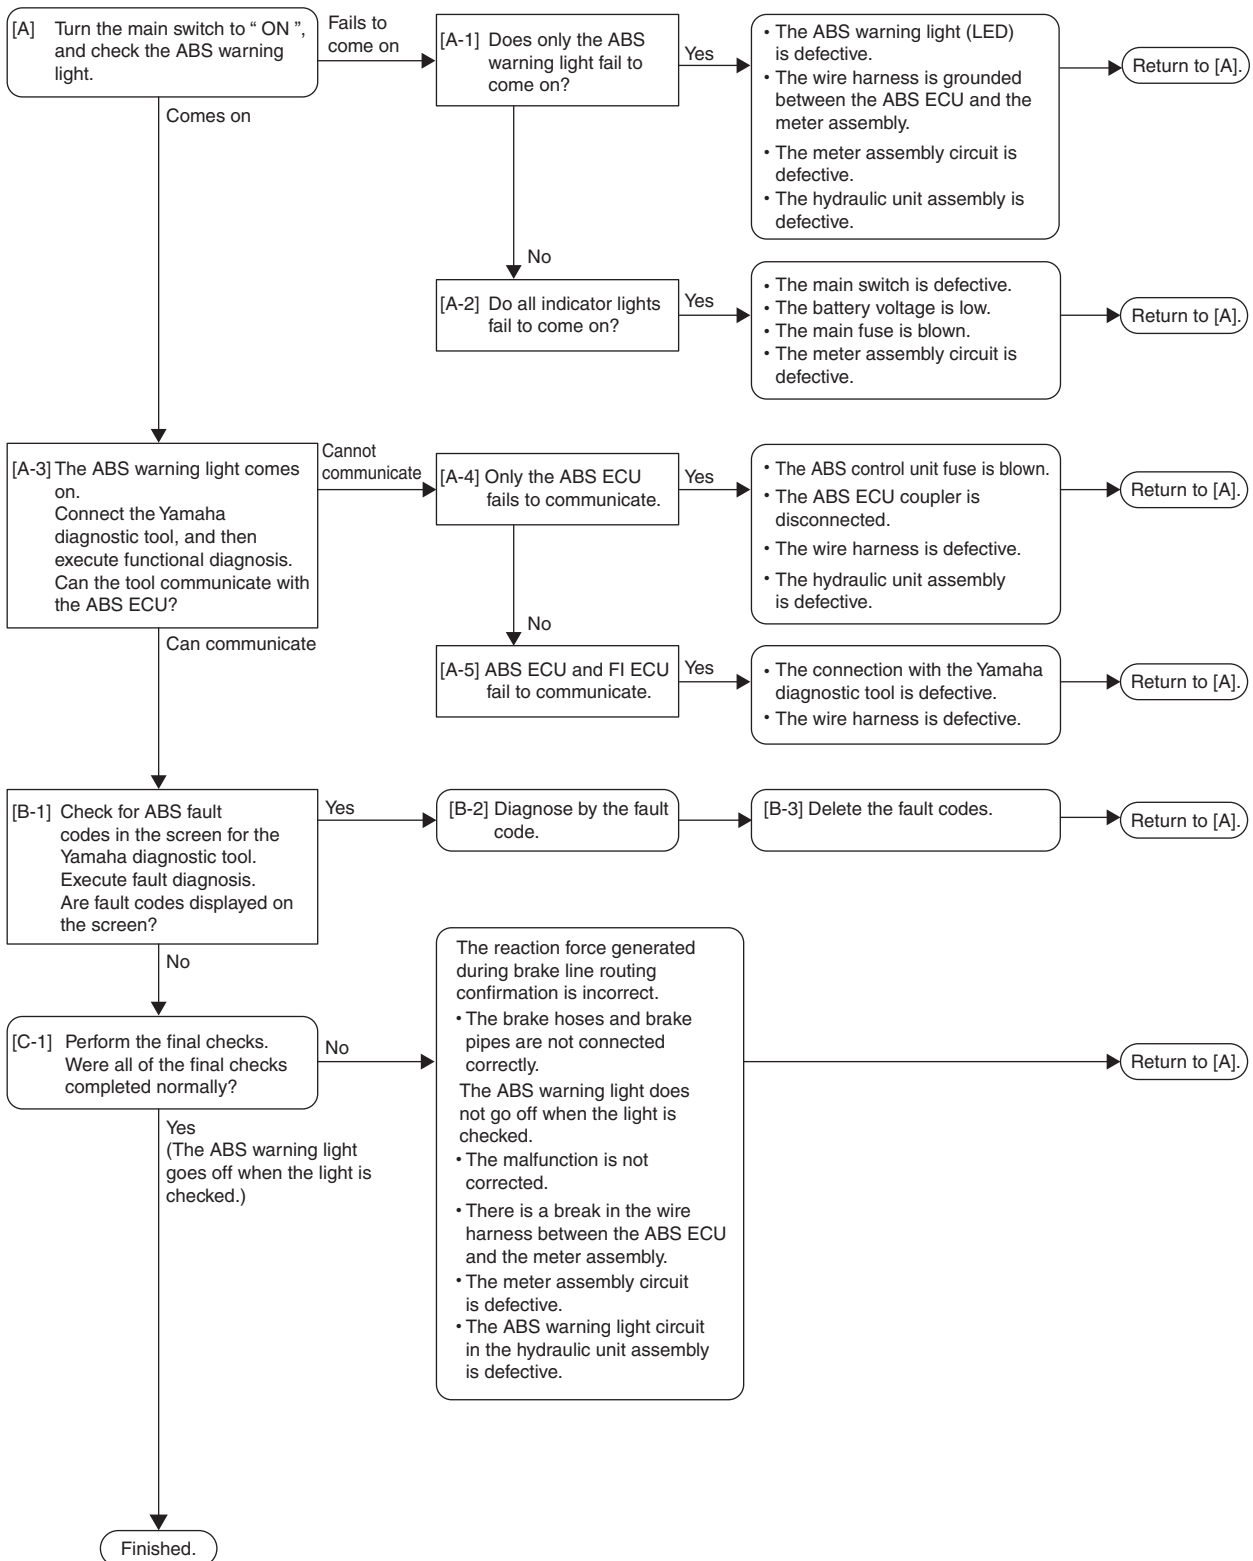 [A] Turn the main switch to “ ON ”,
and check the ABS warning
light.
Fails to
come on
[A-1] Does only the ABS
warning light fail to
come on?
Yes
• The ABS warning light (LED)
is defective.
• The wire harness is grounded
between the ABS ECU and the
meter assembly.
• The meter assembly circuit is
defective.
• The hydraulic unit assembly is
defective.
Return to [A].
Comes on
No
[A-2] Do all indicator lights
fail to come on?
Yes
• The main switch is defective.
• The battery voltage is low.
• The main fuse is blown.
• The meter assembly circuit is
defective.
Return to [A].
[A-3] The ABS warning light comes
on.
Connect the Yamaha
diagnostic tool, and then
execute functional diagnosis.
Can the tool communicate with
the ABS ECU?
Cannot
communicate
[A-4] Only the ABS ECU
fails to communicate.
Yes
• The ABS control unit fuse is blown.
• The ABS ECU coupler is
disconnected.
• The wire harness is defective.
• The hydraulic unit assembly
is defective.
Return to [A].
No
Can communicate
[A-5] ABS ECU and FI ECU
fail to communicate.
Yes
• The connection with the Yamaha
diagnostic tool is defective.
• The wire harness is defective.
Return to [A].
[B-1] Check for ABS fault
codes in the screen for the
Yamaha diagnostic tool.
Execute fault diagnosis.
Are fault codes displayed on
the screen?
Yes
[B-2] Diagnose by the fault
code.
[B-3] Delete the fault codes.
Return to [A].
No
[C-1] Perform the final checks.
Were all of the final checks
completed normally?
No
The reaction force generated
during brake line routing
confirmation is incorrect.
• The brake hoses and brake
pipes are not connected
correctly.
The ABS warning light does
not go off when the light is
checked.
• The malfunction is not
corrected.
• There is a break in the wire
harness between the ABS ECU
and the meter assembly.
• The meter assembly circuit
is defective.
• The ABS warning light circuit
in the hydraulic unit assembly
is defective.
Return to [A].
Yes
(The ABS warning light
goes off when the light is
checked.)
Finished.